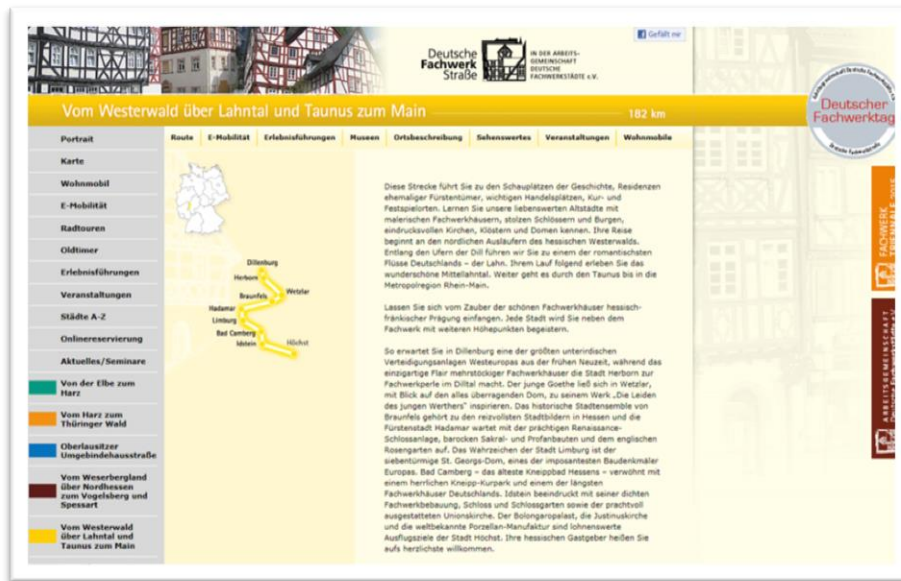 Gefällt mir
Deutsche
Fachwerk
Straße
IN DER ARBEITS-
GEMEINSCHAFT
DEUTSCHE
FACHWERKSTÄDTE e.V.
Vom Westerwald über Lahntal und Taunus zum Main
182 km
Deutscher
Fachwerktag
Route E-Mobilität Erlebnisführungen Museen Ortsbeschreibung Sehenswertes Veranstaltungen Wohnmobile
Portrait
Karte
Wohnmobil
E-Mobilität
Radtouren
Oldtimer
Erlebnisführungen
Veranstaltungen
Städte A-Z
Onlinereservierung
Aktuelles/Seminare
Von der Elbe zum
Harz
Vom Harz zum
Thüringer Wald
Oberlausitzer
Umgebindehausstraße
Vom Weserbergland
über Nordhessen
zum Vogelsberg und
Spessart
Vom Westerwald
über Lahntal und
Taunus zum Main
Dillenburg
Herborn
Wetzlar
Braunfels
Hadamar
Limburg
Bad Camberg
Idstein
Höchst
Diese Strecke führt Sie zu den Schauplätzen der Geschichte, Residenzen
ehemaliger Fürstentümer, wichtigen Handelsplätzen, Kur- und
Festspielorten. Lernen Sie unsere liebenswerten Altstädte mit
malerischen Fachwerkhäusern, stolzen Schlössern und Burgen,
eindrucksvollen Kirchen, Klöstern und Domen kennen. Ihre Reise
beginnt an den nördlichen Ausläufern des hessischen Westerwalds.
Entlang den Ufern der Dill führen wir Sie zu einem der romantischsten
Flüsse Deutschlands – der Lahn. Ihrem Lauf folgend erleben Sie das
wunderschöne Mittellahntal. Weiter geht es durch den Taunus bis in die
Metropolregion Rhein-Main.
Lassen Sie sich vom Zauber der schönen Fachwerkhäuser hessisch-
fränkischer Prägung einfangen. Jede Stadt wird Sie neben dem
Fachwerk mit weiteren Höhepunkten begeistern.
So erwartet Sie in Dillenburg eine der größten unterirdischen
Verteidigungsanlagen Westeuropas aus der frühen Neuzeit, während das
einzigartige Flair mehrstöckiger Fachwerkhäuser die Stadt Herborn zur
Fachwerkperle im Dilltal macht. Der junge Goethe ließ sich in Wetzlar,
mit Blick auf den alles überragenden Dom, zu seinem Werk „Die Leiden
des jungen Werthers" inspirieren. Das historische Stadtensemble von
Braunfels gehört zu den reizvollsten Stadtbildern in Hessen und die
Fürstenstadt Hadamar wartet mit der prächtigen Renaissance-
Schlossanlage, barocken Sakral- und Profanbauten und dem englischen
Rosengarten auf. Das Wahrzeichen der Stadt Limburg ist der
siebentürmige St. Georgs-Dom, eines der imposantesten Baudenkmäler
Europas. Bad Camberg – das älteste Kneippbad Hessens – verwöhnt mit
einem herrlichen Kneipp-Kurpark und einem der längsten
Fachwerkhäuser Deutschlands. Idstein beeindruckt mit seiner dichten
Fachwerkbebauung, Schloss und Schlossgarten sowie der prachtvoll
ausgestatteten Unionskirche. Der Bolongaropalast, die Justinuskirche
und die weltbekannte Porzellan-Manufaktur sind lohnenswerte
Ausflugsziele der Stadt Höchst. Ihre hessischen Gastgeber heißen Sie
aufs herzlichste willkommen.
FACHWERK
TRIENNALE 2015
ARBEITSGEMEINSCHAFT